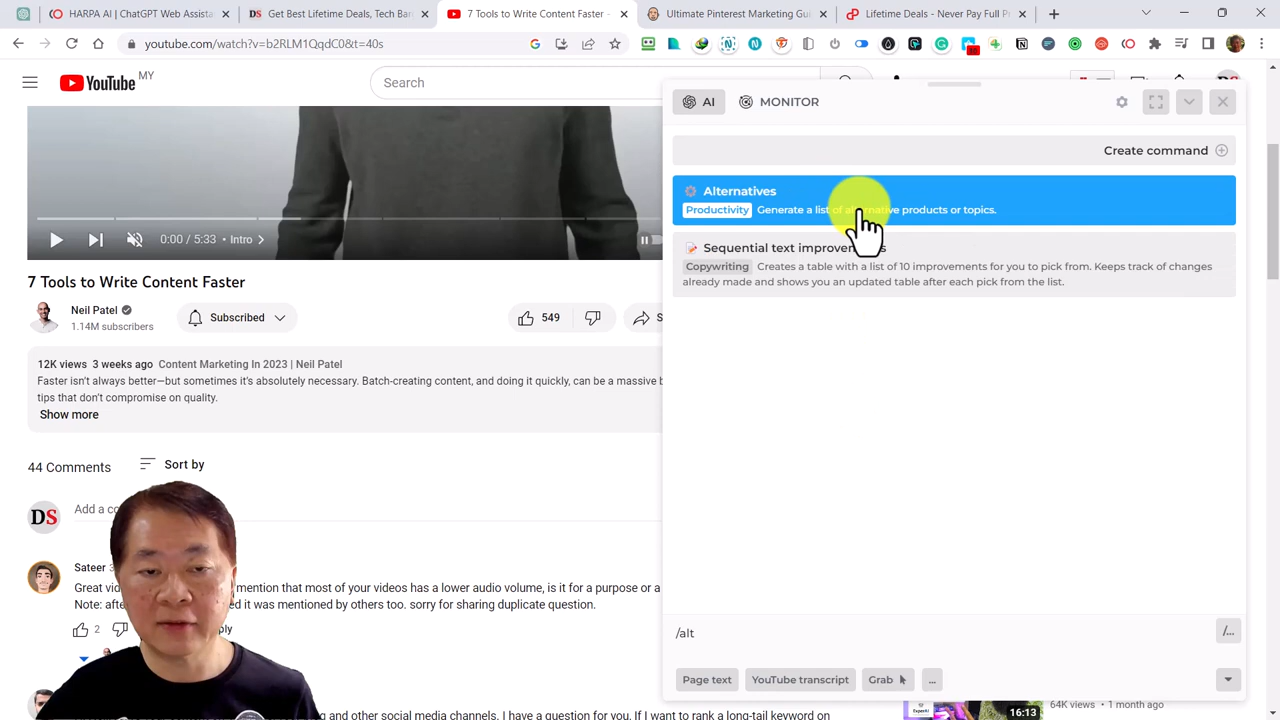 HARPA AI | ChatGPT Web Assista
Get Best Lifetime Deals, Tech Bar
7 Tools to Write Content Faster -
Ultimate Pinterest Marketing Gui
Lifetime Deals - Never Pay Full P
youtube.com/watch?v=b2RLM1QqdC0&t=40s
YouTube
MY
Search
AI
MONITOR
Create command
Alternatives
Productivity Generate a list of alternative products or topics.
Sequential text improvements
Copywriting Creates a table with a list of 10 improvements for you to pick from. Keeps track of changes
already made and shows you an updated table after each pick from the list.
0:00 / 5:33 • Intro
7 Tools to Write Content Faster
Neil Patel
1.14M subscribers
Subscribed
549
S
12K views 3 weeks ago Content Marketing In 2023 | Neil Patel
Faster isn't always better—but sometimes it's absolutely necessary. Batch-creating content, and doing it quickly, can be a massive b
tips that don't compromise on quality.
Show more
44 Comments
Sort by
DS
Add a co
Sateer 3
Great vi mention that most of your videos has a lower audio volume, is it for a purpose or a
Note: afte ed it was mentioned by others too. sorry for sharing duplicate question.
2
ply
/alt
/...
Page text
YouTube transcript
Grab
...
ng and other social media channels. I have a question for you. If I want to rank a long-tail keyword on
16:13
64K views • 1 month ago